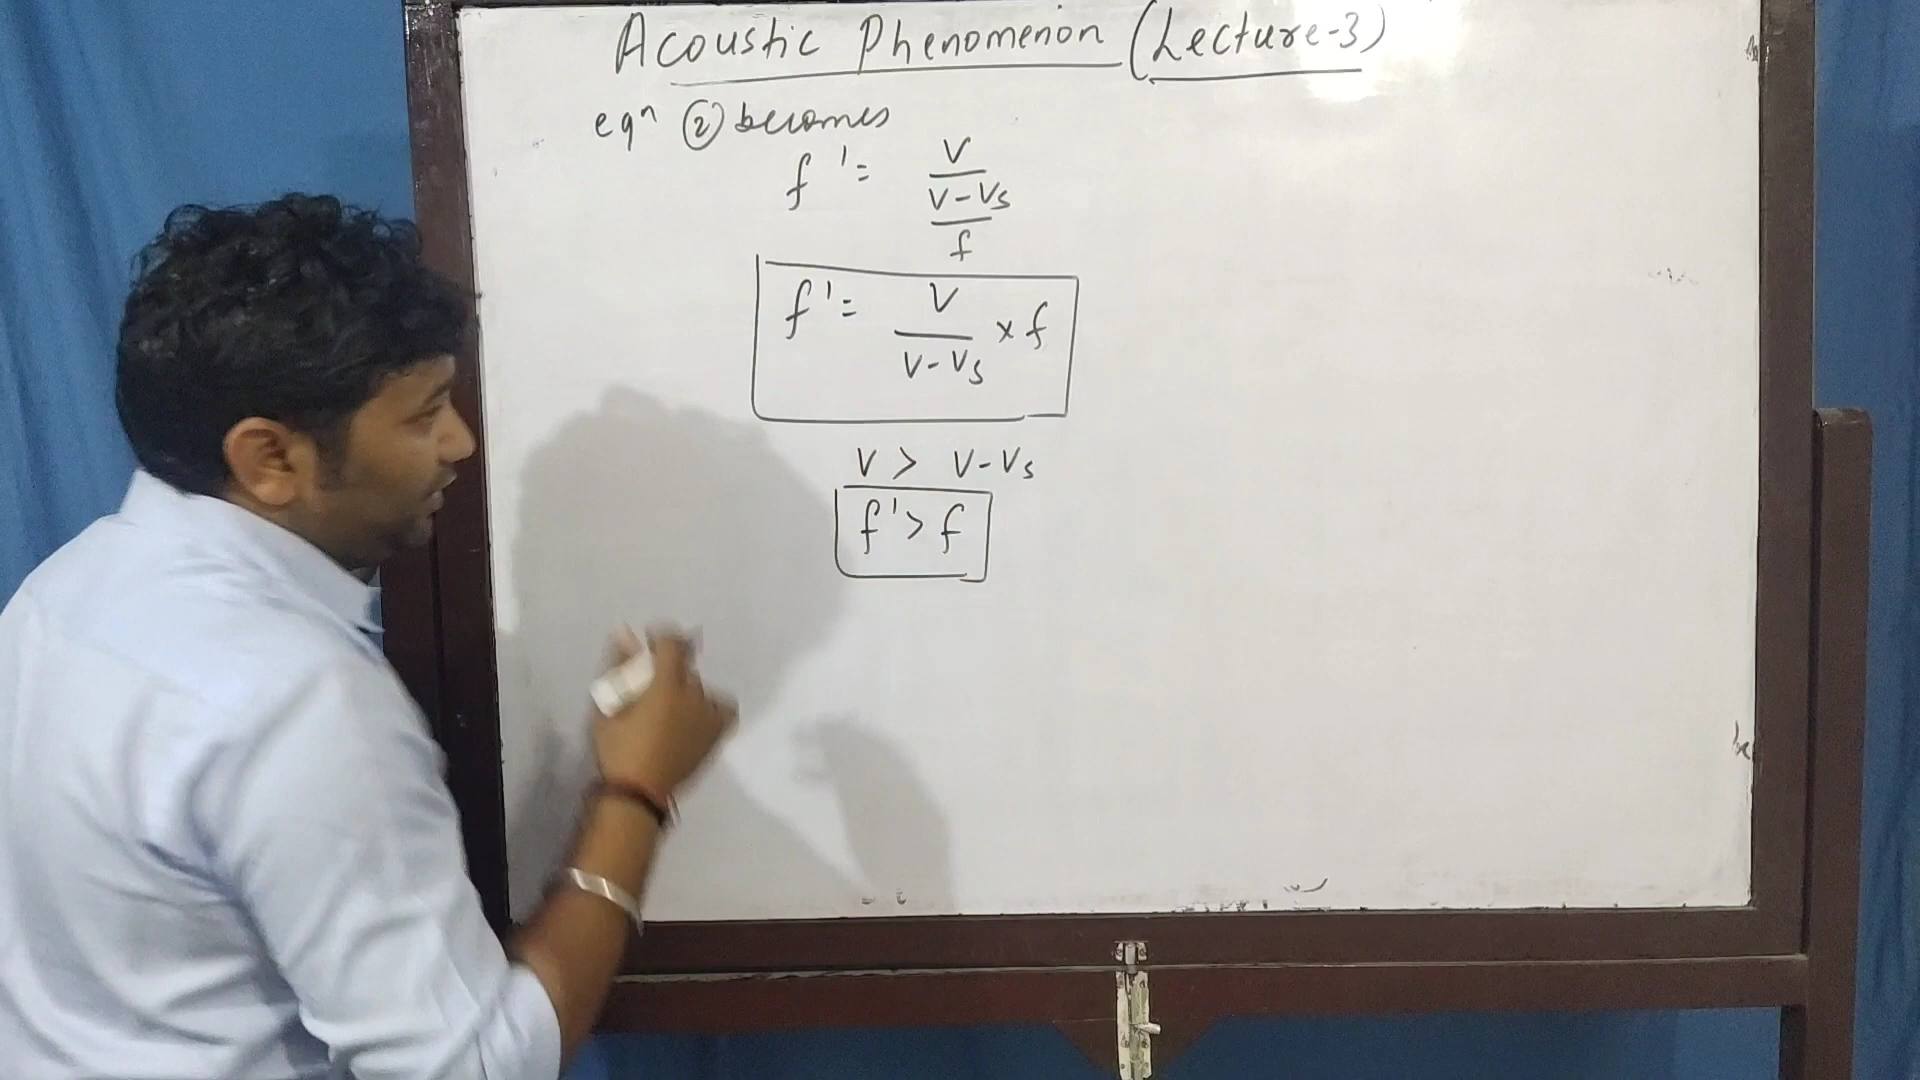 Acoustic Phenomenon (Lecture-3)
eqn ② becomes
f' = V / (V-Vs / f)
f' = V / V-Vs × f
V > V-Vs
f' > f